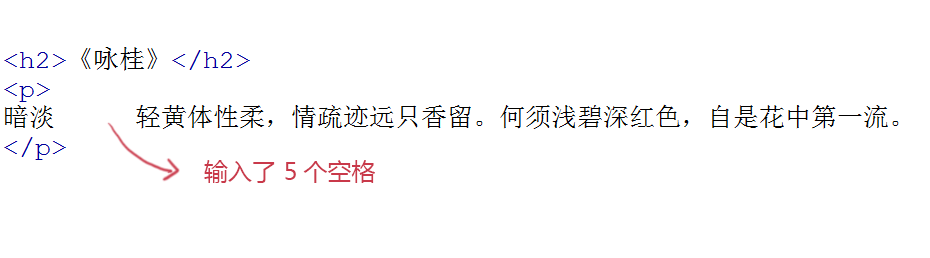 <h2>《咏桂》</h2>
<p>
暗淡     轻黄体性柔，情疏迹远只香留。何须浅碧深红色，自是花中第一流。
</p>
输入了 5 个空格